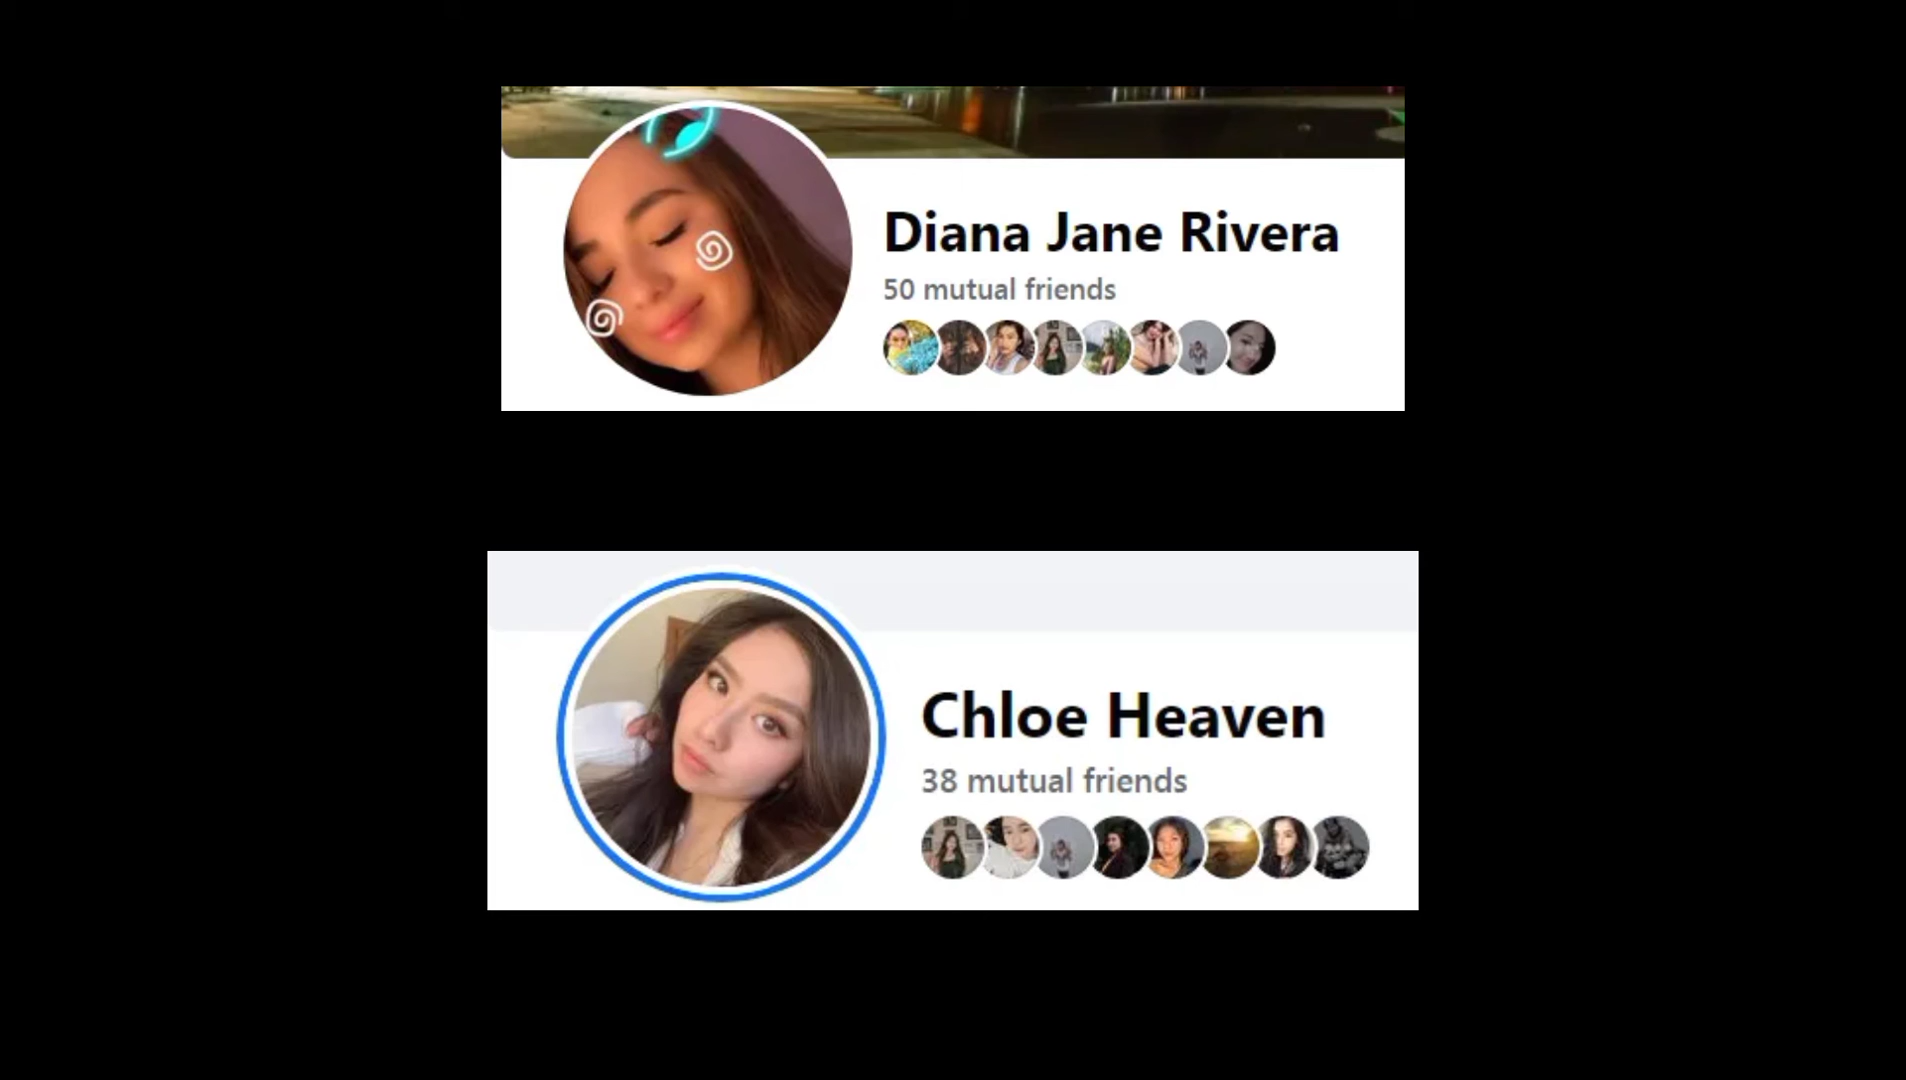 Diana Jane Rivera
50 mutual friends
Chloe Heaven
38 mutual friends